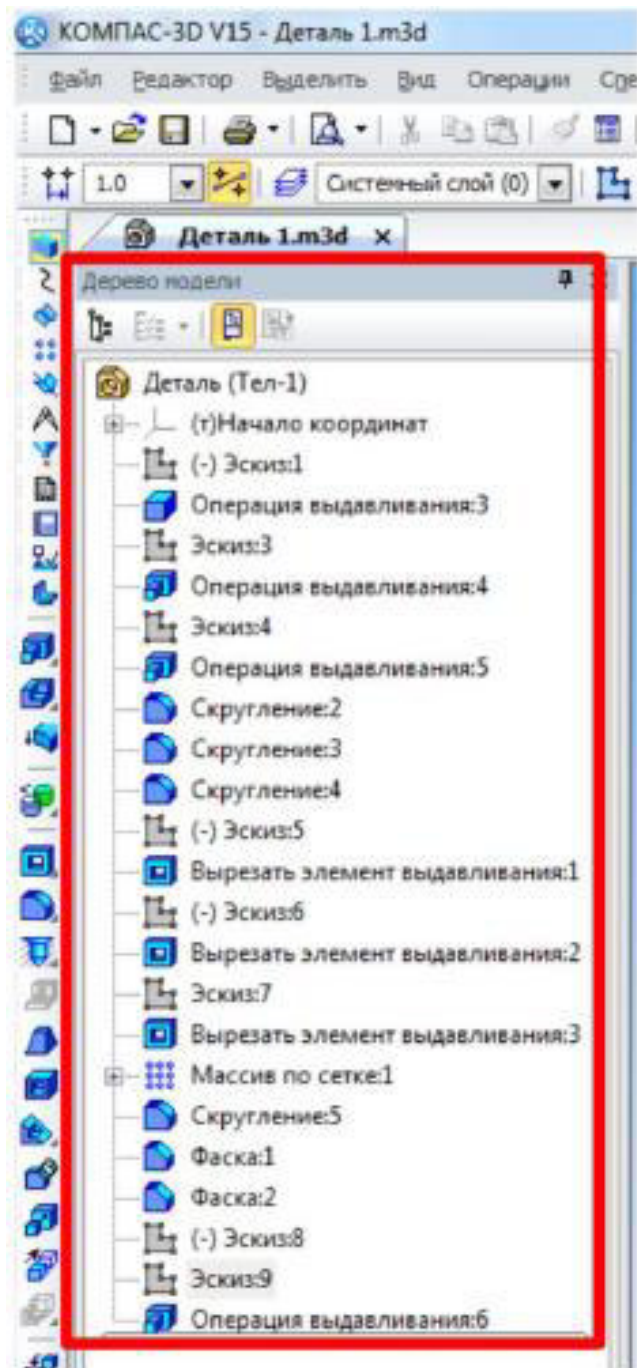 КОМПАС-3D V15 - Деталь 1.m3d
Файл Редактор Выделить Вид Операции Спе
1.0 Системный слой (0)
Деталь 1.m3d
Дерево модели
Деталь (Тел-1)
(т)Начало координат
(-) Эскиз:1
Операция выдавливания:3
Эскиз:3
Операция выдавливания:4
Эскиз:4
Операция выдавливания:5
Скругление:2
Скругление:3
Скругление:4
(-) Эскиз:5
Вырезать элемент выдавливания:1
(-) Эскиз:6
Вырезать элемент выдавливания:2
Эскиз:7
Вырезать элемент выдавливания:3
Массив по сетке:1
Скругление:5
Фаска:1
Фаска:2
(-) Эскиз:8
Эскиз:9
Операция выдавливания:6